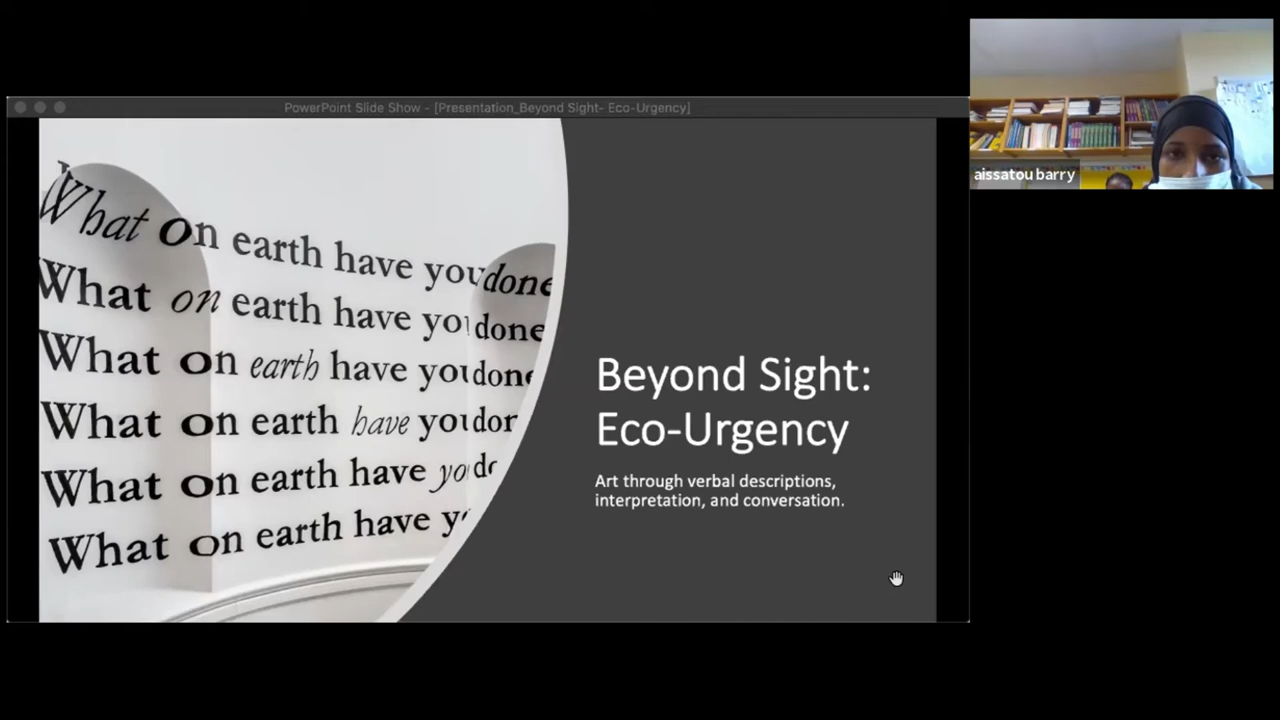 PowerPoint Slide Show - [Presentation_Beyond Sight- Eco-Urgency]
aissatou barry
What on earth have you done
What on earth have you done
What on earth have you done
What on earth have you don
What on earth have yo do
What on earth have y
Beyond Sight:
Eco-Urgency
Art through verbal descriptions,
interpretation, and conversation.